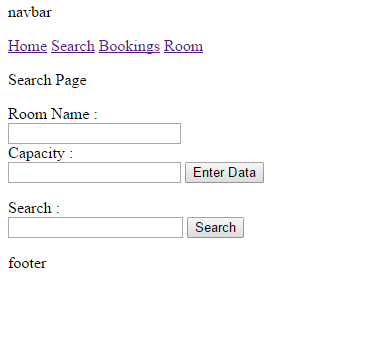 navbar
Home Search Bookings Room
Search Page
Room Name :
Capacity :
Enter Data
Search :
Search
footer